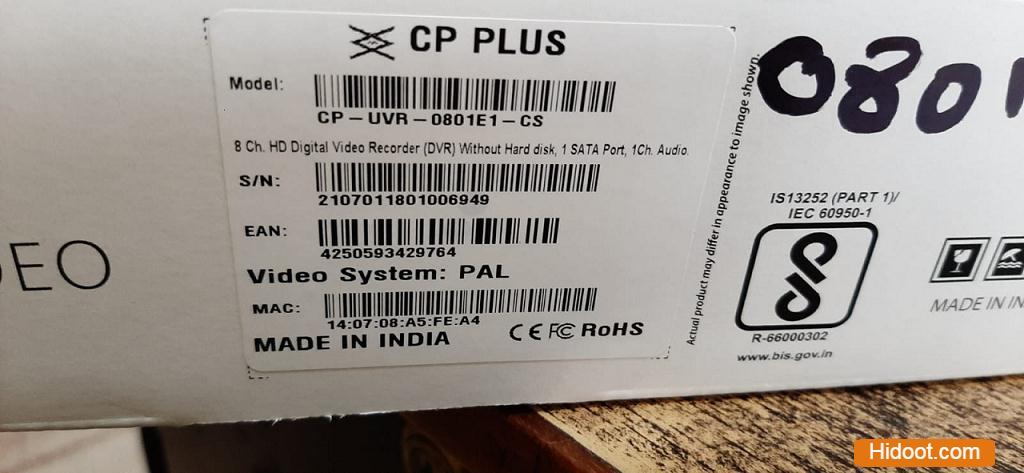 CP PLUS
Model:
CP - UVR - 0801E1 - CS
8 Ch. HD Digital Video Recorder (DVR) Without Hard disk, 1 SATA Port, 1Ch. Audio.
S/N:
2107011801006949
EAN:
4250593429764
Video System: PAL
MAC:
14:07:08:A5:FE:A4
MADE IN INDIA
CE FC RoHS
Actual product may differ in appearance to image shown.
0801
IS13252 (PART 1)/
IEC 60950-1
R-66000302
www.bis.gov.in
MADE IN IN
DEO
Hidoot.com